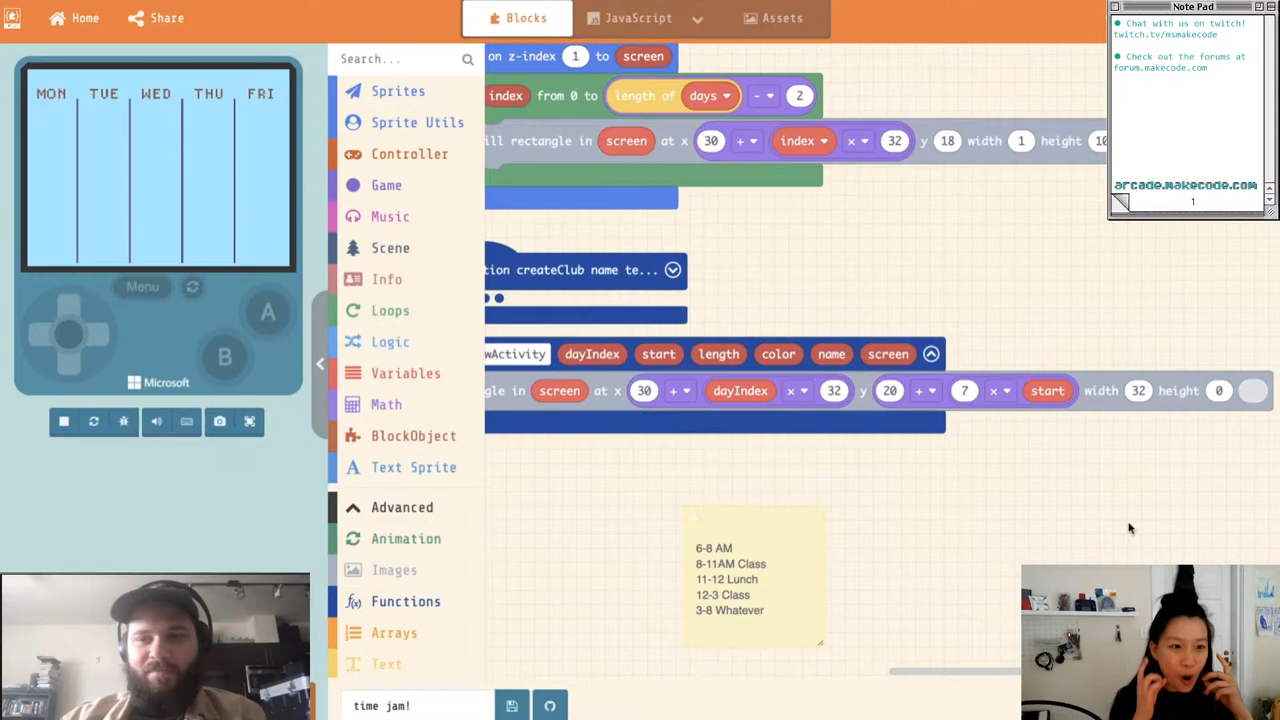 Home
Share
Blocks
JavaScript
Assets
Note Pad
Chat with us on twitch!
twitch.tv/msmakecode
Check out the forums at
forum.makecode.com
arcade.makecode.com
1
MON TUE WED THU FRI
Menu
A
B
Microsoft
Search...
Sprites
Sprite Utils
Controller
Game
Music
Scene
Info
Loops
Logic
Variables
Math
BlockObject
Text Sprite
Advanced
Animation
Images
Functions
Arrays
Text
on z-index 1 to screen
index from 0 to length of days - 2
ill rectangle in screen at x 30 + index × 32 y 18 width 1 height 10
tion createClub name te...
wActivity dayIndex start length color name screen
gle in screen at x 30 + dayIndex × 32 y 20 + 7 × start width 32 height 0
6-8 AM
8-11AM Class
11-12 Lunch
12-3 Class
3-8 Whatever
time jam!